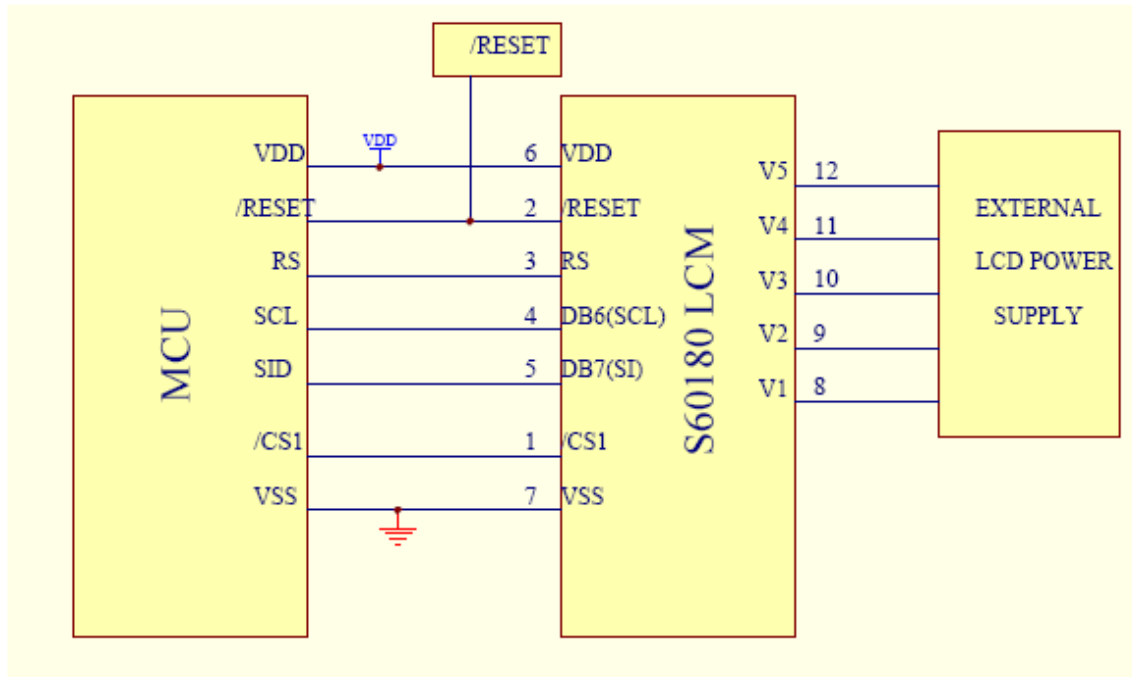 /RESET
VDD
VDD 6 VDD
/RESET 2 /RESET
RS 3 RS
SCL 4 DB6(SCL)
SID 5 DB7(SI)
/CS1 1 /CS1
VSS 7 VSS
MCU
S60180 LCM
V5 12
V4 11
V3 10
V2 9
V1 8
EXTERNAL
LCD POWER
SUPPLY